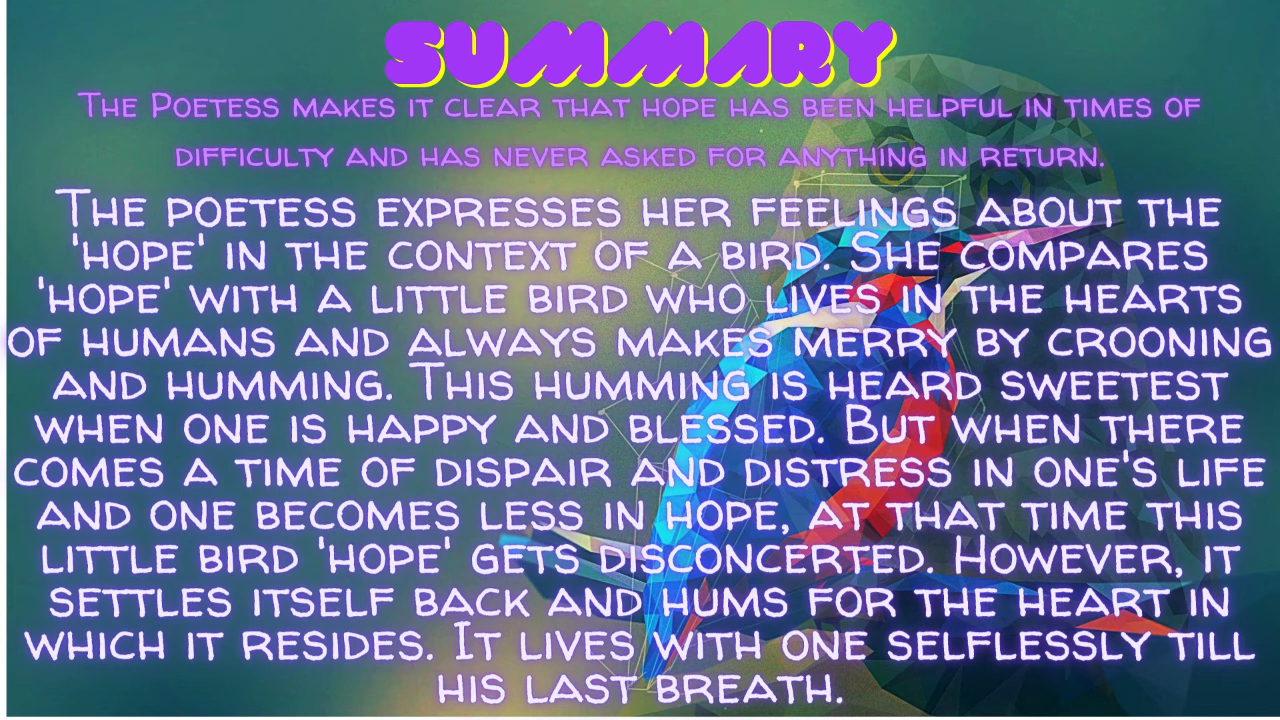 SUMMARY
The Poetess makes it clear that hope has been helpful in times of
difficulty and has never asked for anything in return.
The poetess expresses her feelings about the
'hope' in the context of a bird. She compares
'hope' with a little bird who lives in the hearts
of humans and always makes merry by crooning
and humming. This humming is heard sweetest
when one is happy and blessed. But when there
comes a time of dispair and distress in one's life
and one becomes less in hope, at that time this
little bird 'hope' gets disconcerted. However, it
settles itself back and hums for the heart in
which it resides. It lives with one selflessly till
his last breath.